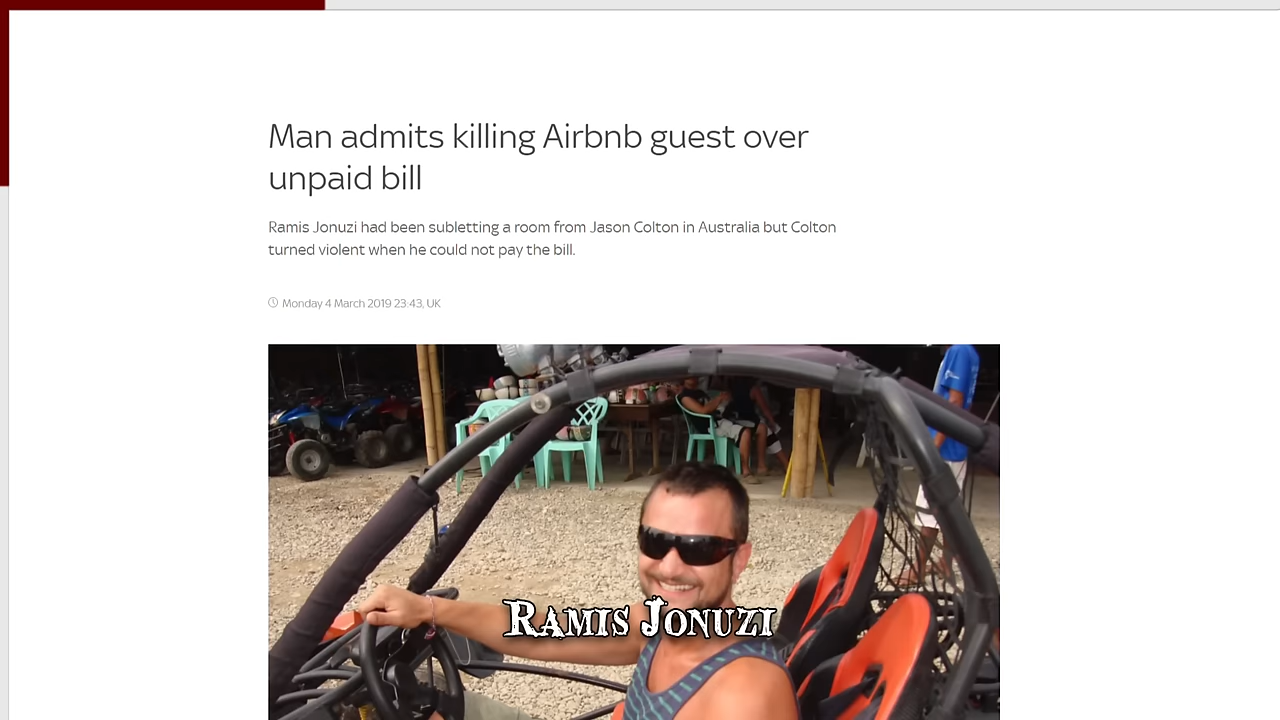 Man admits killing Airbnb guest over
unpaid bill
Ramis Jonuzi had been subletting a room from Jason Colton in Australia but Colton
turned violent when he could not pay the bill.
Monday 4 March 2019 23:43, UK
Ramis Jonuzi